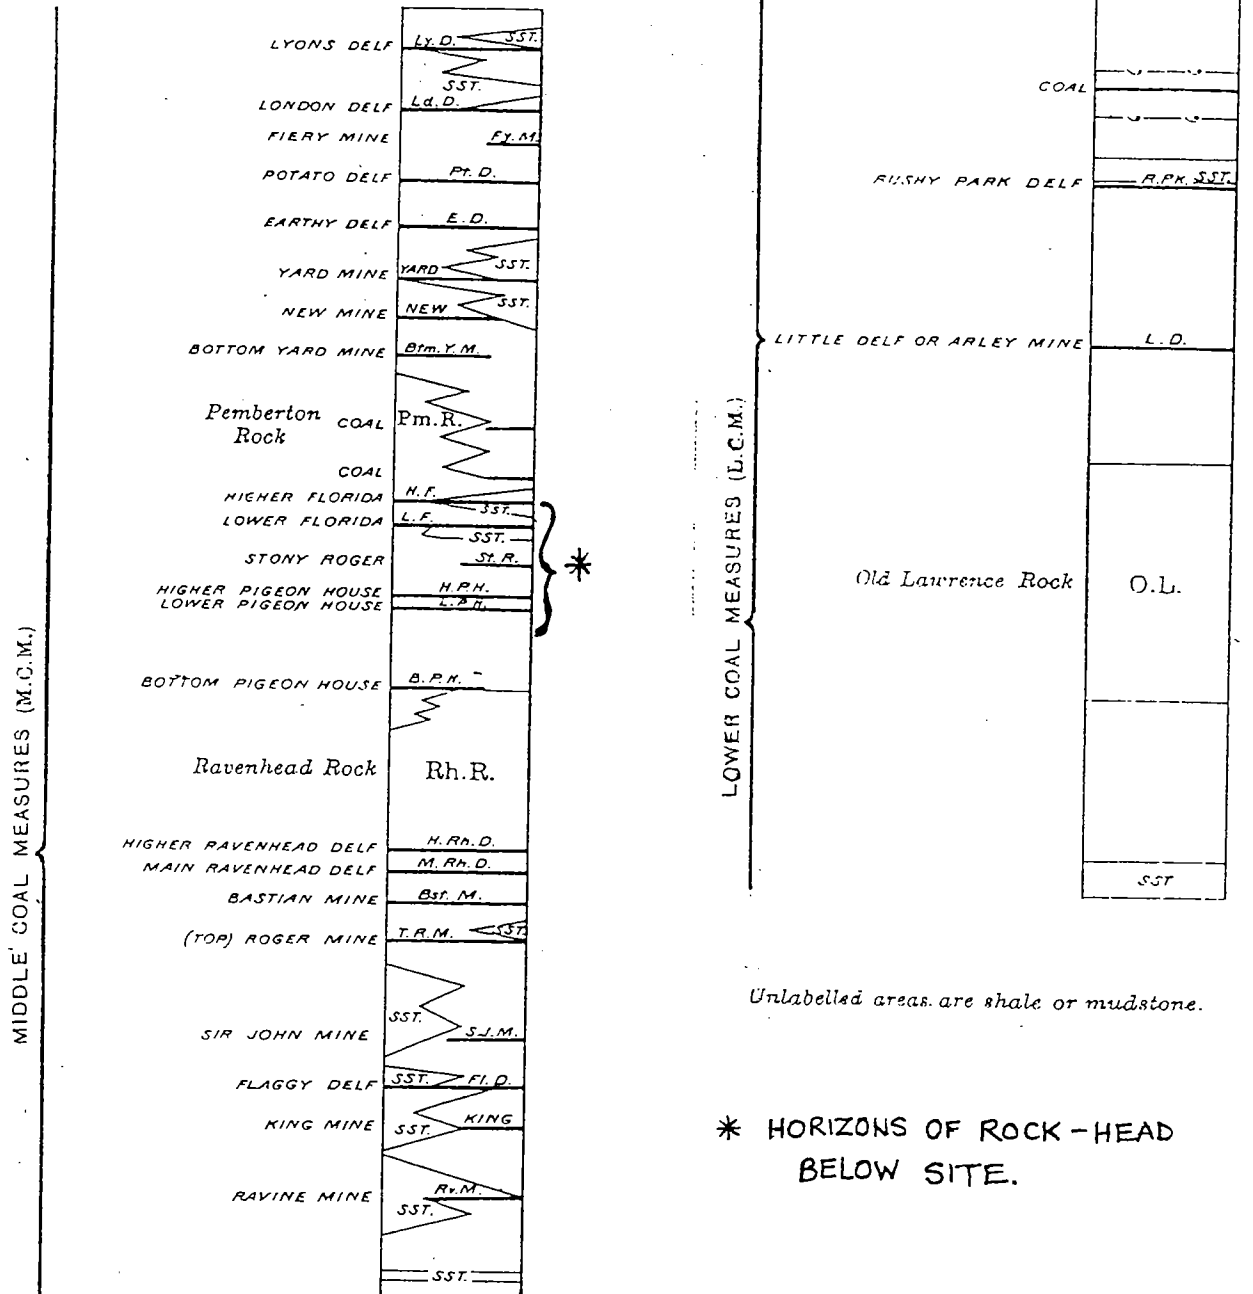 LYONS DELF Ly. D. SST.
SST.
LONDON DELF Ld. D.
FIERY MINE Fy. M.
POTATO DELF Pt. D.
EARTHY DELF E. D.
YARD MINE YARD SST.
NEW MINE NEW SST.
BOTTOM YARD MINE Btm. Y. M.
Pemberton
Rock
COAL Pm. R.
COAL
HIGHER FLORIDA H. F.
SST.
LOWER FLORIDA L. F.
SST.
STONY ROGER St. R.
HIGHER PIGEON HOUSE H. P. H.
LOWER PIGEON HOUSE L. P. H.
*
BOTTOM PIGEON HOUSE B. P. H.
Ravenhead Rock Rh. R.
HIGHER RAVENHEAD DELF H. Rh. D.
MAIN RAVENHEAD DELF M. Rh. D.
BASTIAN MINE Bst. M.
(TOP) ROGER MINE T. R. M. SST.
SST.
SIR JOHN MINE S. J. M.
FLAGGY DELF SST. Fl. D.
KING MINE SST. KING
RAVINE MINE Rv. M.
SST.
SST.
MIDDLE COAL MEASURES (M.C.M.)
COAL
RUSHY PARK DELF R. PK. SST.
LITTLE DELF OR ARLEY MINE L. D.
Old Lawrence Rock O.L.
SST
LOWER COAL MEASURES (L.C.M.)
Unlabelled areas are shale or mudstone.
* HORIZONS OF ROCK-HEAD
BELOW SITE.